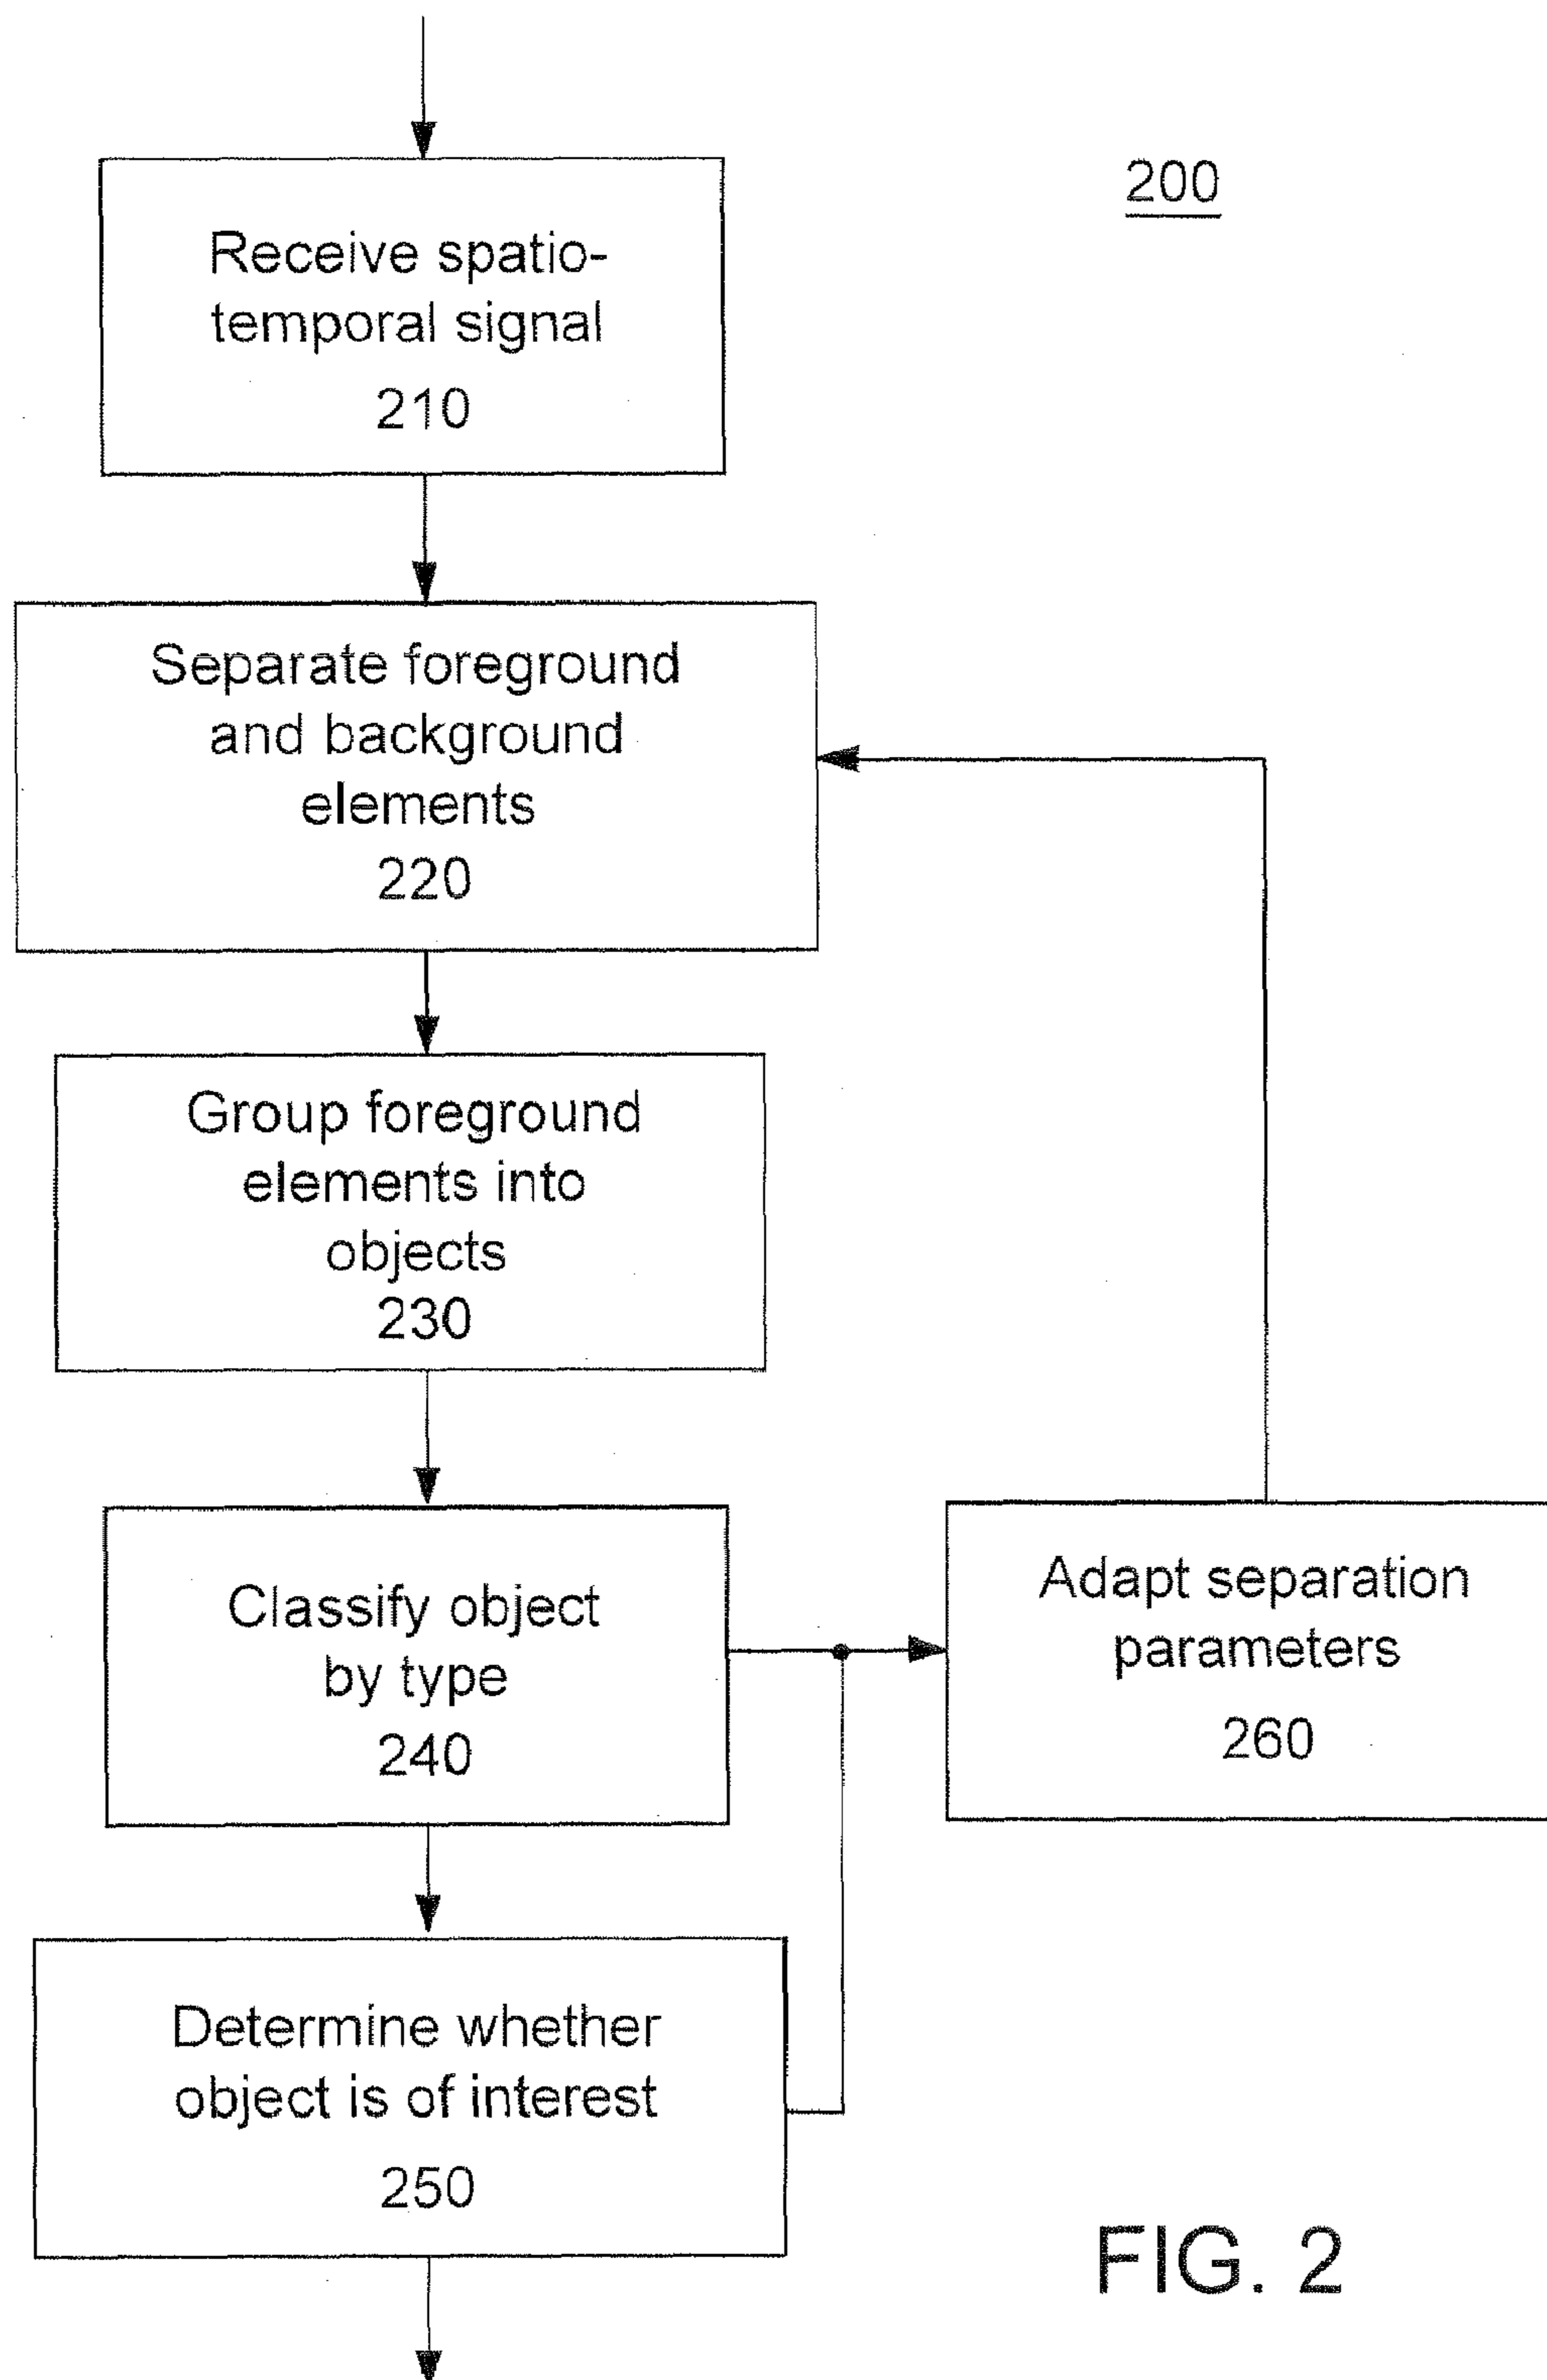 200
Receive spatio-
temporal signal
210
Separate foreground
and background
elements
220
Group foreground
elements into
objects
230
Classify object
by type
240
Adapt separation
parameters
260
Determine whether
object is of interest
250
FIG. 2